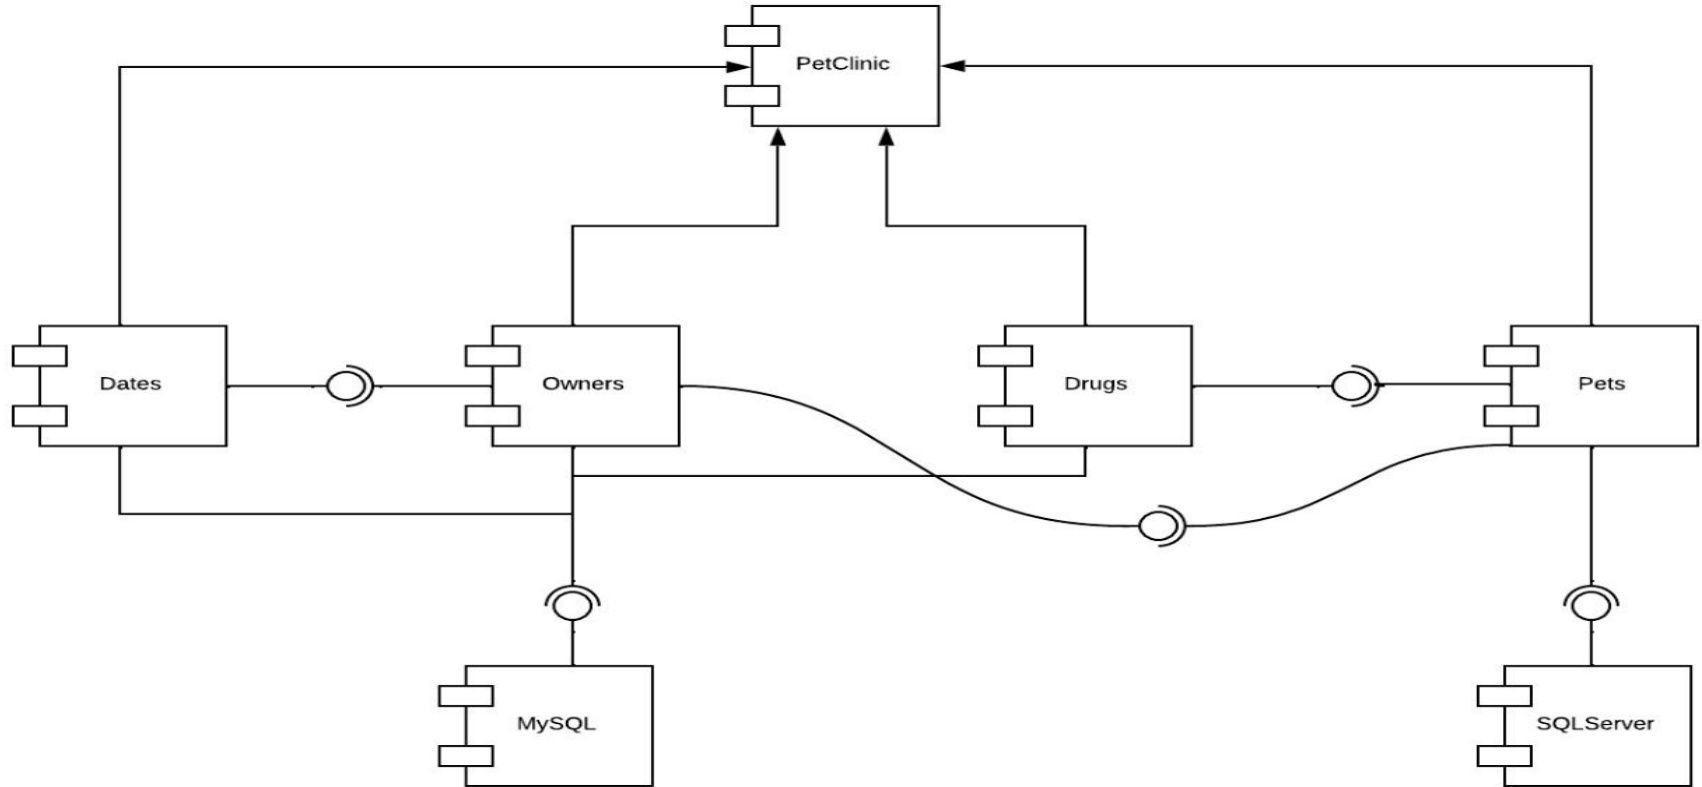 PetClinic
Dates
Owners
Drugs
Pets
MySQL
SQLServer